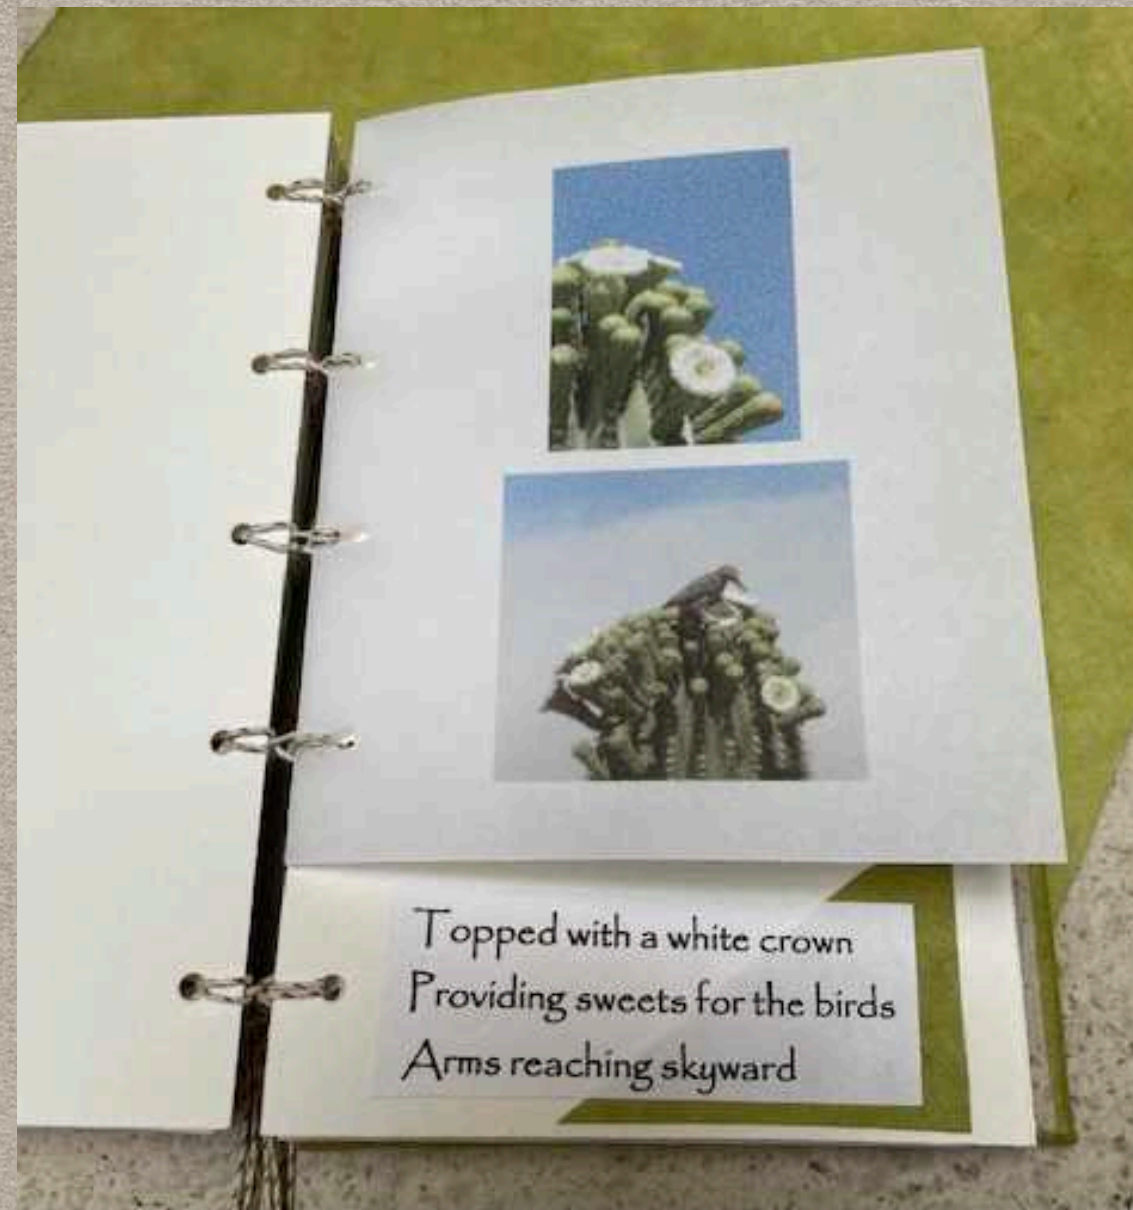 Topped with a white crown
Providing sweets for the birds
Arms reaching skyward